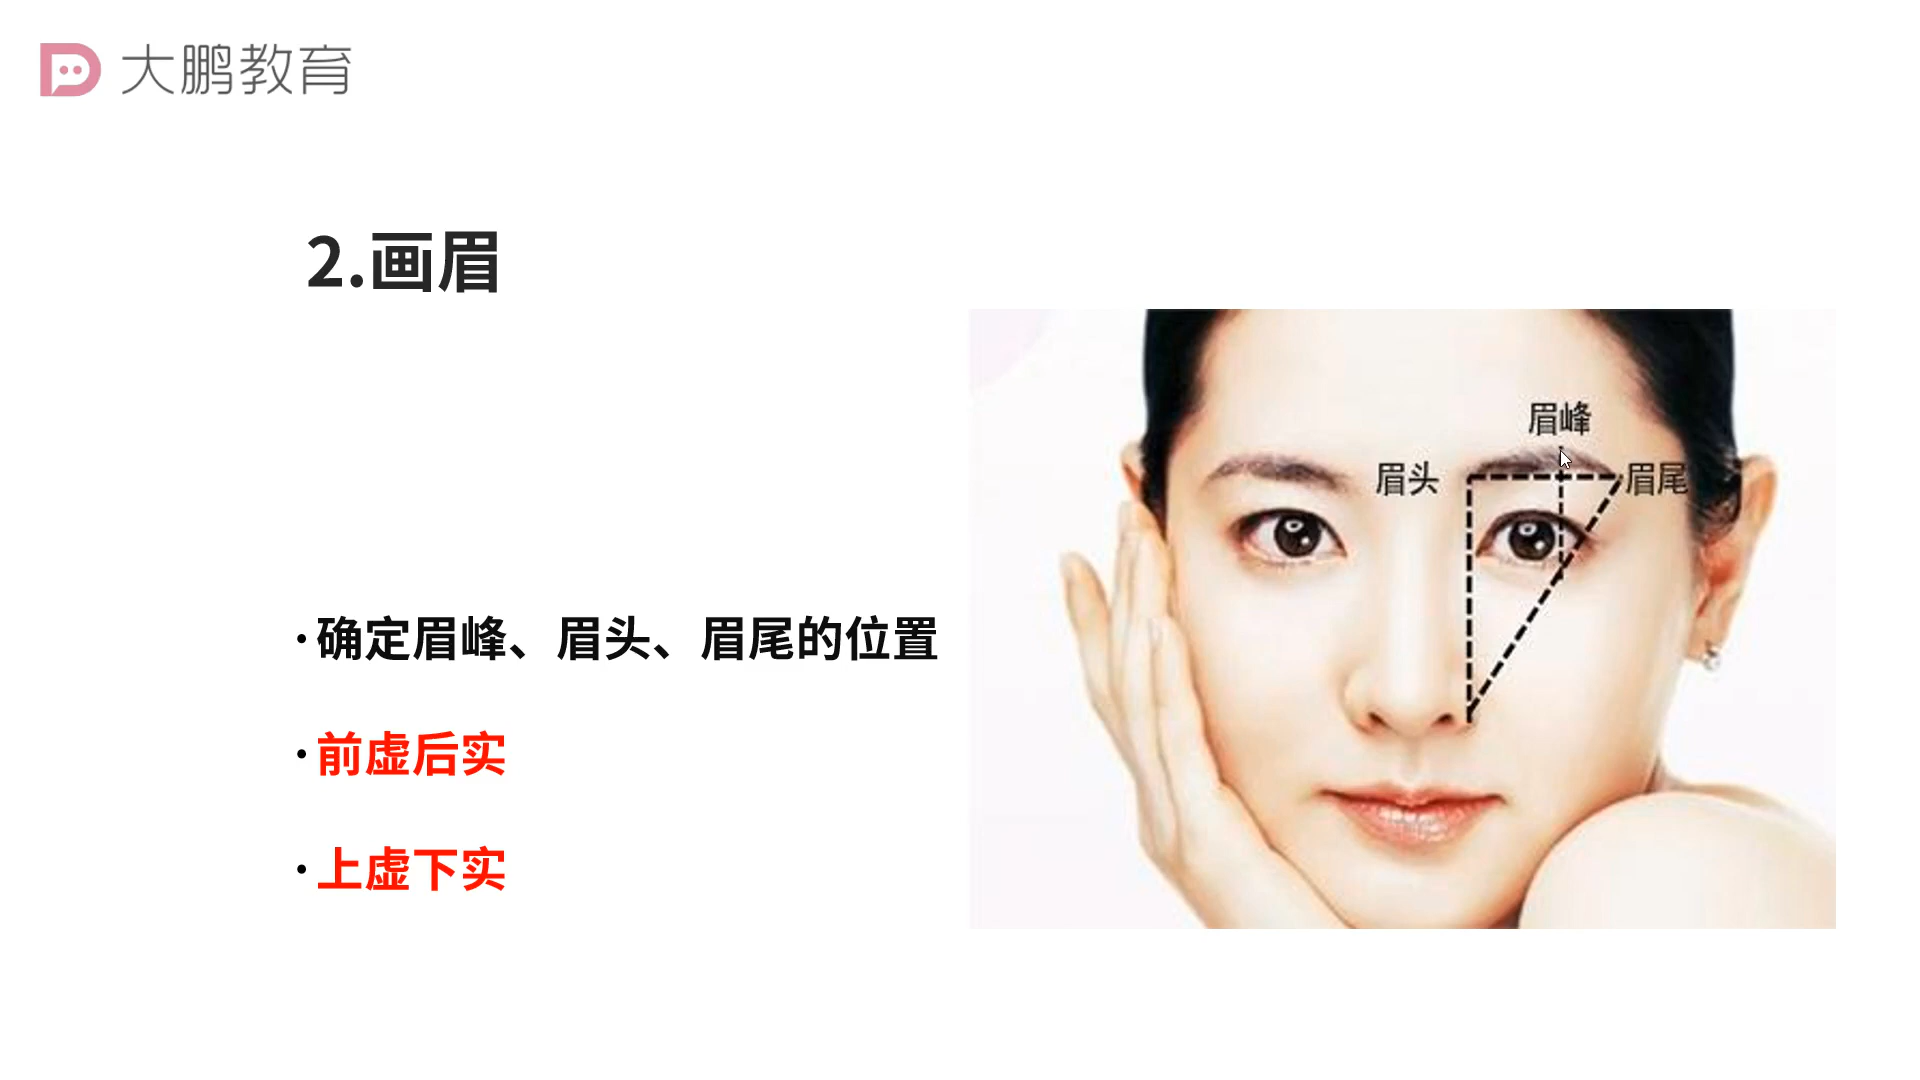 大鹏教育
2.画眉
眉峰
眉头
眉尾
·确定眉峰、眉头、眉尾的位置
·前虚后实
·上虚下实